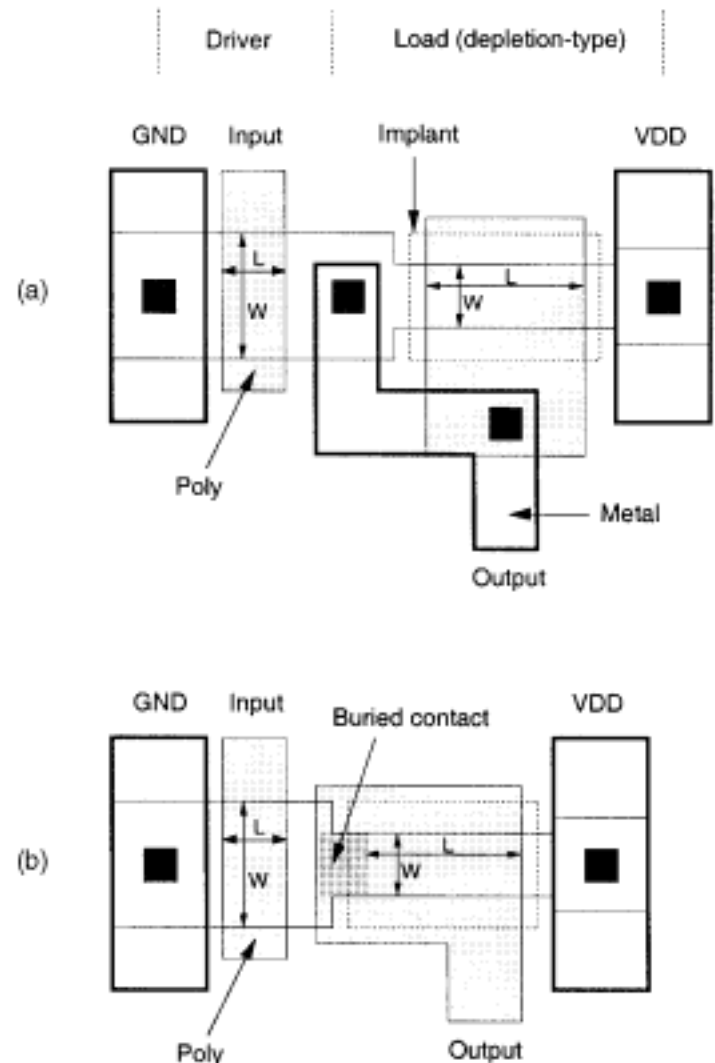 Driver Load (depletion-type)
GND Input Implant VDD
(a)
L
W
L
W
Poly
Metal
Output
GND Input Buried contact VDD
(b)
L
W
L
W
Poly
Output